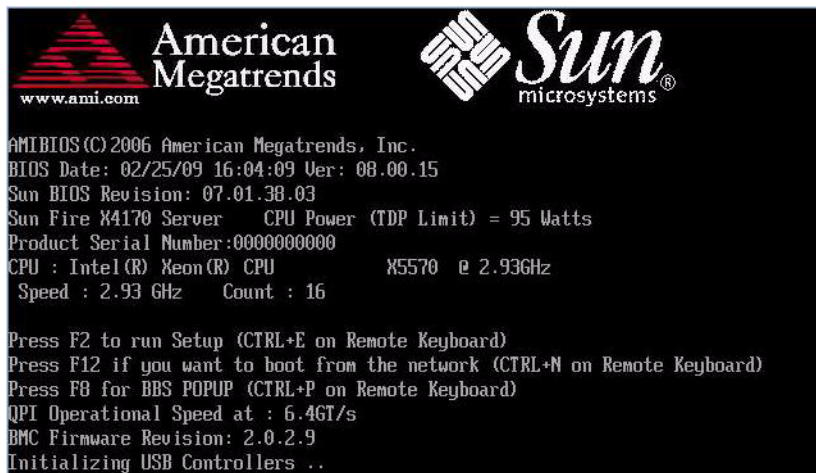 American
Megatrends
www.ami.com
Sun
microsystems®
AMIBIOS(C)2006 American Megatrends, Inc.
BIOS Date: 02/25/09 16:04:09 Ver: 08.00.15
Sun BIOS Revision: 07.01.38.03
Sun Fire X4170 Server    CPU Power (TDP Limit) = 95 Watts
Product Serial Number:0000000000
CPU : Intel(R) Xeon(R) CPU           X5570  @ 2.93GHz
 Speed : 2.93 GHz    Count : 16
Press F2 to run Setup (CTRL+E on Remote Keyboard)
Press F12 if you want to boot from the network (CTRL+N on Remote Keyboard)
Press F8 for BBS POPUP (CTRL+P on Remote Keyboard)
QPI Operational Speed at : 6.4GT/s
BMC Firmware Revision: 2.0.2.9
Initializing USB Controllers ..